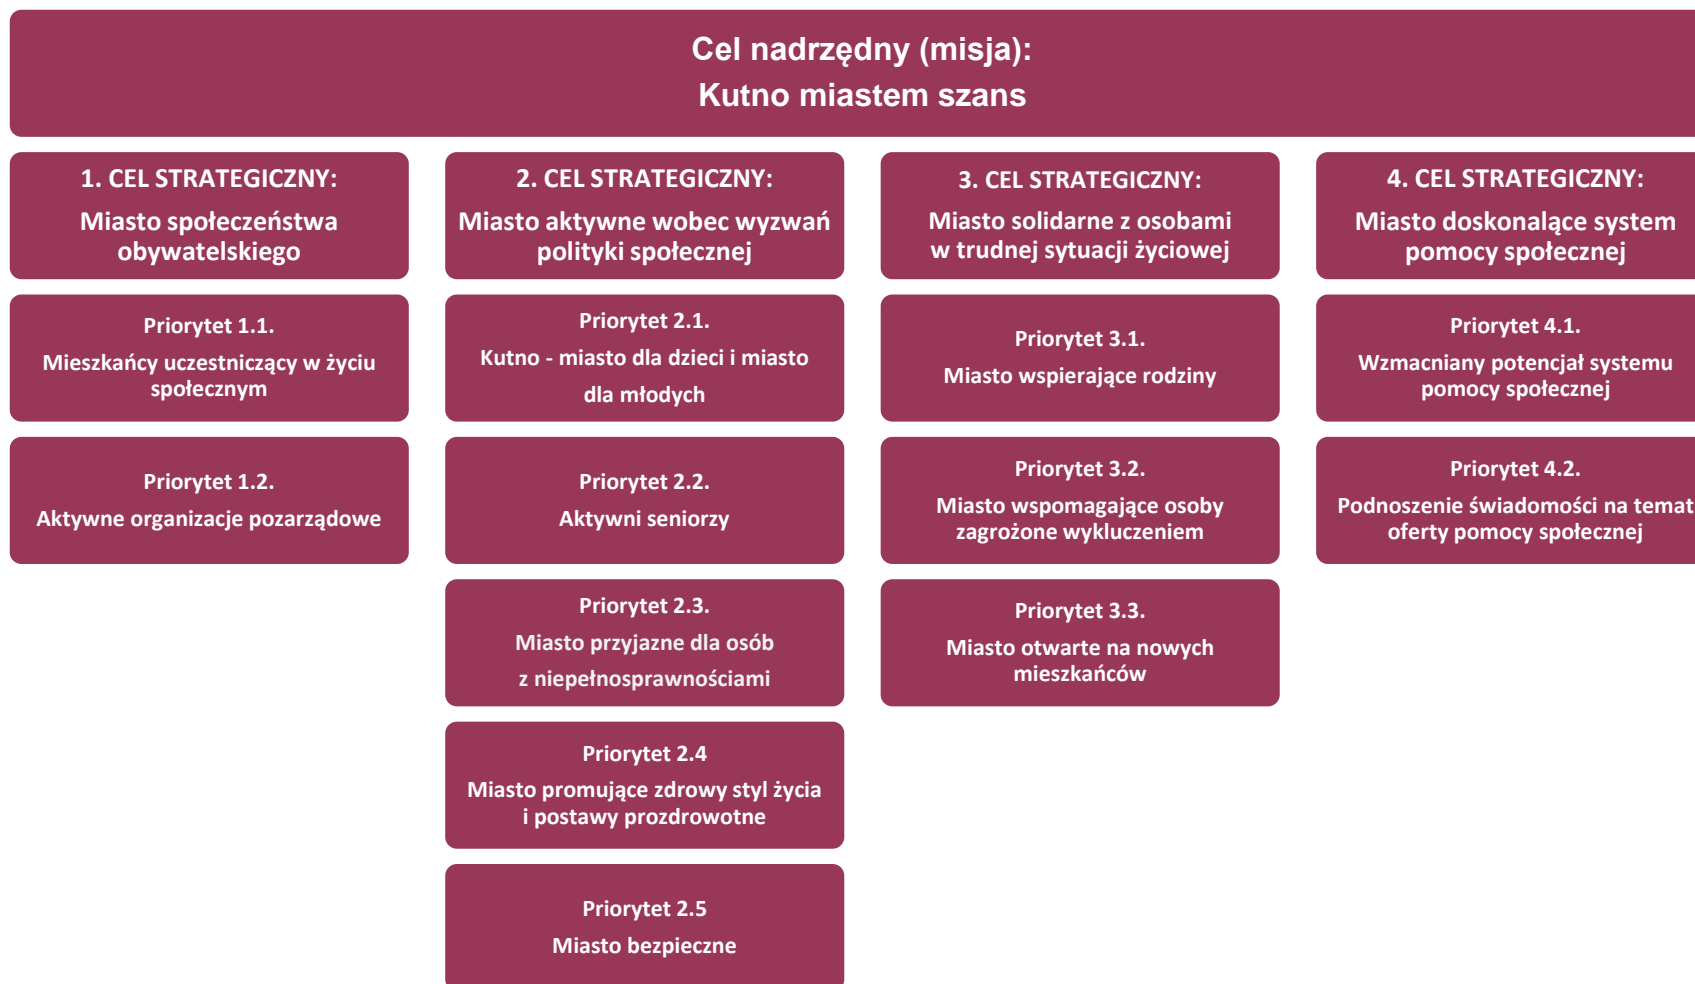 Cel nadrzędny (misja):
Kutno miastem szans
1. CEL STRATEGICZNY:
Miasto społeczeństwa
obywatelskiego
Priorytet 1.1.
Mieszkańcy uczestniczący w życiu
społecznym
Priorytet 1.2.
Aktywne organizacje pozarządowe
2. CEL STRATEGICZNY:
Miasto aktywne wobec wyzwań
polityki społecznej
Priorytet 2.1.
Kutno - miasto dla dzieci i miasto
dla młodych
Priorytet 2.2.
Aktywni seniorzy
Priorytet 2.3.
Miasto przyjazne dla osób
z niepełnosprawnościami
Priorytet 2.4
Miasto promujące zdrowy styl życia
i postawy prozdrowotne
Priorytet 2.5
Miasto bezpieczne
3. CEL STRATEGICZNY:
Miasto solidarne z osobami
w trudnej sytuacji życiowej
Priorytet 3.1.
Miasto wspierające rodziny
Priorytet 3.2.
Miasto wspomagające osoby
zagrożone wykluczeniem
Priorytet 3.3.
Miasto otwarte na nowych
mieszkańców
4. CEL STRATEGICZNY:
Miasto doskonalące system
pomocy społecznej
Priorytet 4.1.
Wzmacniany potencjał systemu
pomocy społecznej
Priorytet 4.2.
Podnoszenie świadomości na temat
oferty pomocy społecznej